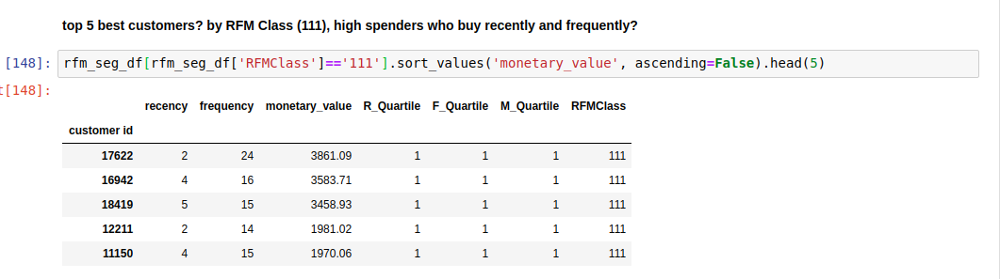 top 5 best customers? by RFM Class (111), high spenders who buy recently and frequently?
[148]: rfm_seg_df[rfm_seg_df['RFMClass']=='111'].sort_values('monetary_value', ascending=False).head(5)
t[148]:
recency frequency monetary_value R_Quartile F_Quartile M_Quartile RFMClass
customer id
17622 2 24 3861.09 1 1 1 111
16942 4 16 3583.71 1 1 1 111
18419 5 15 3458.93 1 1 1 111
12211 2 14 1981.02 1 1 1 111
11150 4 15 1970.06 1 1 1 111